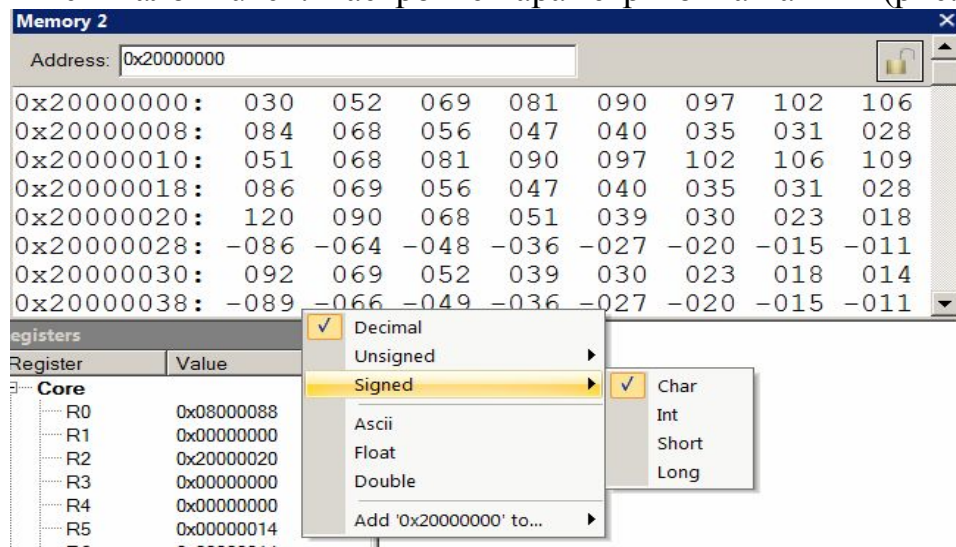 Memory 2
Address: 0x20000000
0x20000000: 030 052 069 081 090 097 102 106
0x20000008: 084 068 056 047 040 035 031 028
0x20000010: 051 068 081 090 097 102 106 109
0x20000018: 086 069 056 047 040 035 031 028
0x20000020: 120 090 068 051 039 030 023 018
0x20000028: -086 -064 -048 -036 -027 -020 -015 -011
0x20000030: 092 069 052 039 030 023 018 014
0x20000038: -089 -066 -049 -036 -027 -020 -015 -011
Decimal
Unsigned
Signed
Ascii
Float
Double
Add '0x20000000' to...
Char
Int
Short
Long
egisters
Register Value
Core
R0 0x08000088
R1 0x00000000
R2 0x20000020
R3 0x00000000
R4 0x00000000
R5 0x00000014